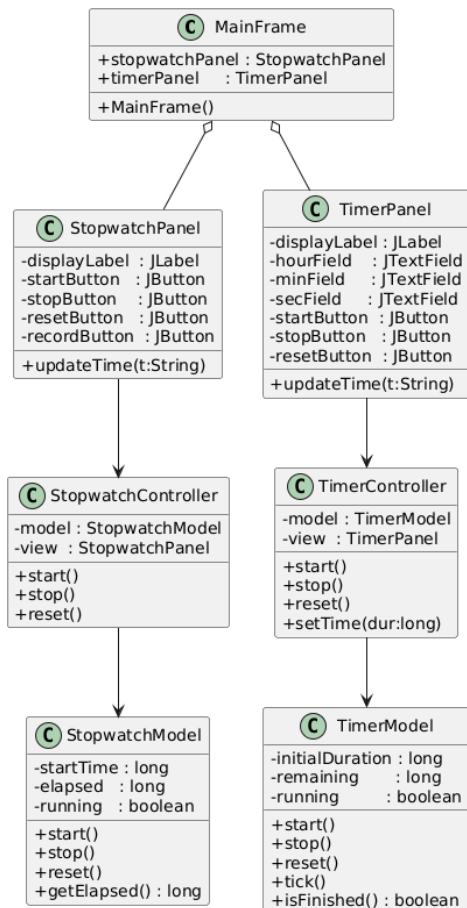 C MainFrame
+stopwatchPanel : StopwatchPanel
+timerPanel : TimerPanel
+MainFrame()
C StopwatchPanel
-displayLabel : JLabel
-startButton : JButton
-stopButton : JButton
-resetButton : JButton
-recordButton : JButton
+updateTime(t:String)
C TimerPanel
-displayLabel : JLabel
-hourField : JTextField
-minField : JTextField
-secField : JTextField
-startButton : JButton
-stopButton : JButton
-resetButton : JButton
+updateTime(t:String)
C StopwatchController
-model : StopwatchModel
-view : StopwatchPanel
+start()
+stop()
+reset()
C TimerController
-model : TimerModel
-view : TimerPanel
+start()
+stop()
+reset()
+setTime(dur:long)
C StopwatchModel
-startTime : long
-elapsed : long
-running : boolean
+start()
+stop()
+reset()
+getElapsed() : long
C TimerModel
-initialDuration : long
-remaining : long
-running : boolean
+start()
+stop()
+reset()
+tick()
+isFinished() : boolean